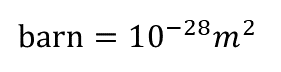 barn = 10⁻²⁸m²